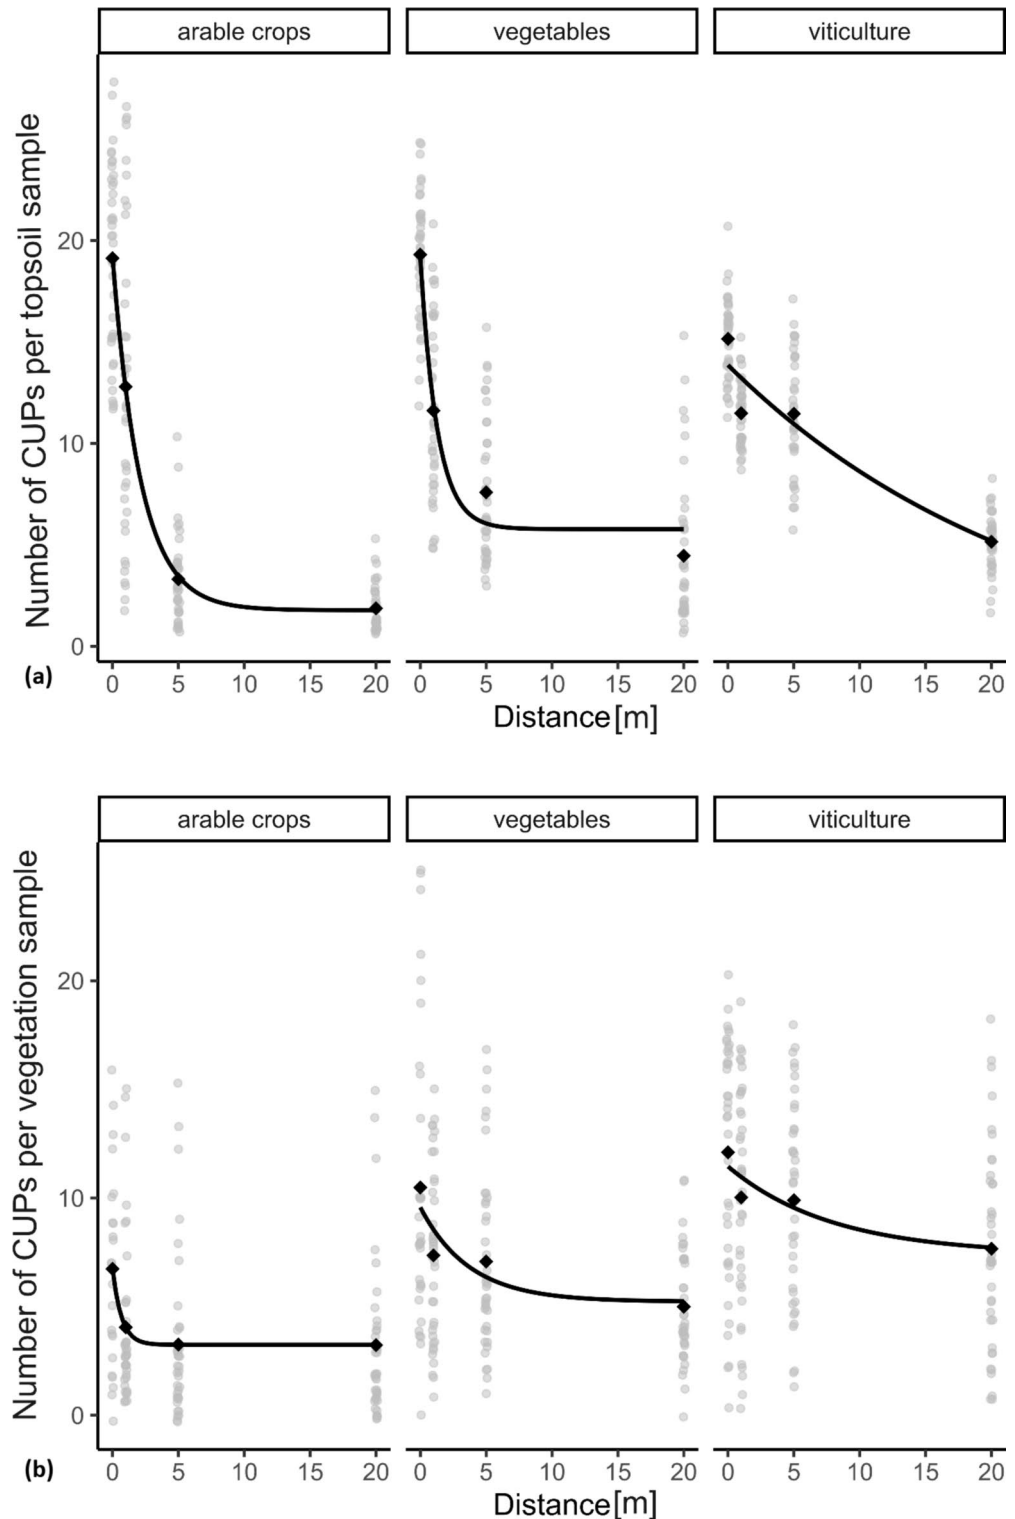 arable crops vegetables viticulture
Number of CUPs per topsoil sample
20
10
0
(a)
0 5 10 15 20 0 5 10 15 20 0 5 10 15 20
Distance[m]
arable crops vegetables viticulture
Number of CUPs per vegetation sample
20
10
0
(b)
0 5 10 15 20 0 5 10 15 20 0 5 10 15 20
Distance[m]